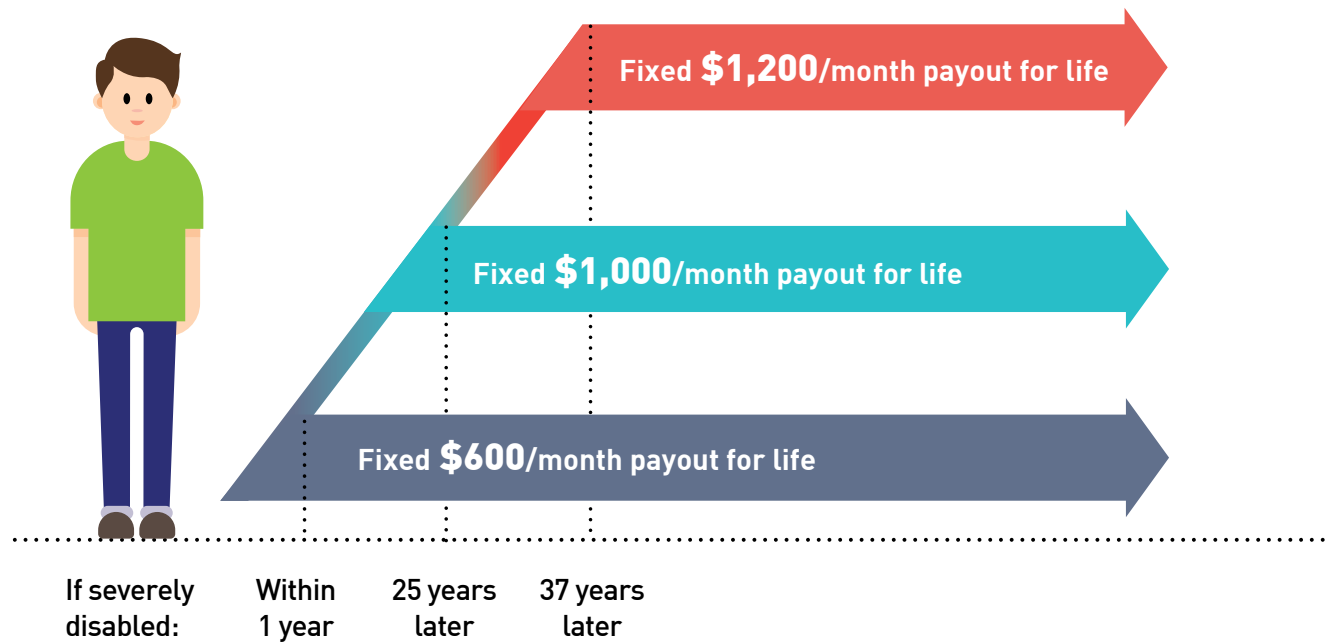 Fixed $1,200/month payout for life
Fixed $1,000/month payout for life
Fixed $600/month payout for life
If severely
disabled:
Within
1 year
25 years
later
37 years
later